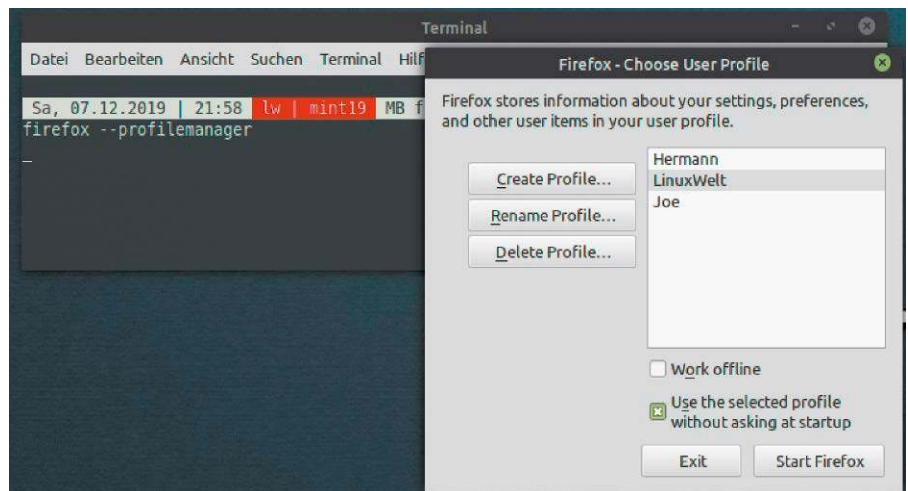 Terminal
Datei Bearbeiten Ansicht Suchen Terminal Hilf
Sa, 07.12.2019 | 21:58 lw | mint19 MB f
firefox --profilemanager
Firefox - Choose User Profile
Firefox stores information about your settings, preferences,
and other user items in your user profile.
Create Profile...
Rename Profile...
Delete Profile...
Hermann
LinuxWelt
Joe
Work offline
Use the selected profile
without asking at startup
Exit
Start Firefox